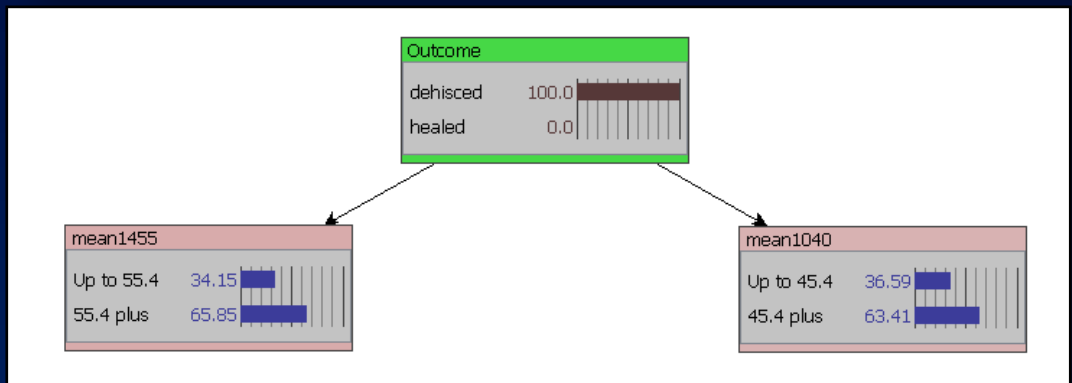 Outcome
dehisced 100.0
healed 0.0
mean1455
Up to 55.4 34.15
55.4 plus 65.85
mean1040
Up to 45.4 36.59
45.4 plus 63.41